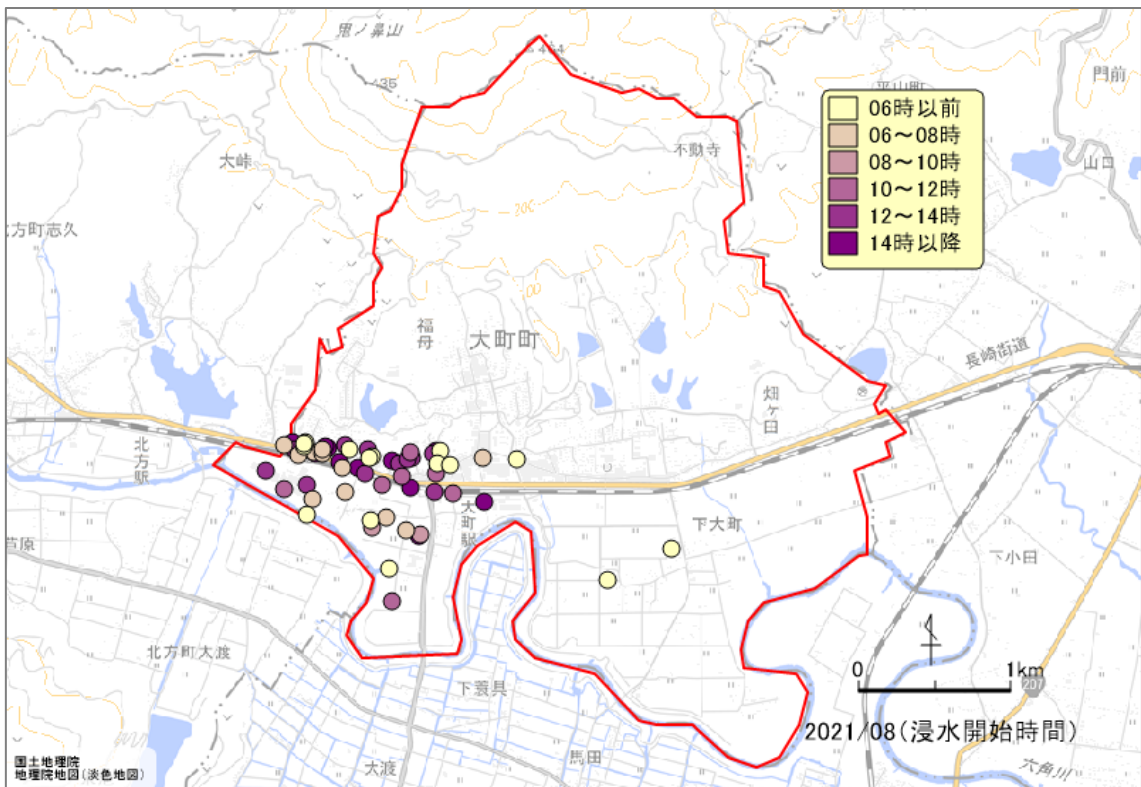 鬼ノ鼻山
464
435
門前
平山町
06時以前
06～08時
08～10時
10～12時
12～14時
14時以降
不動寺
山口
大峠
200
北方町志久
100
福母
大町町
長崎街道
畑ヶ田
北方駅
大町駅
下大町
芦原
下小田
北方町大渡
0
1km
207
下蓑具
2021/08(浸水開始時間)
馬田
六角川
国土地理院
地理院地図(淡色地図)
大渡